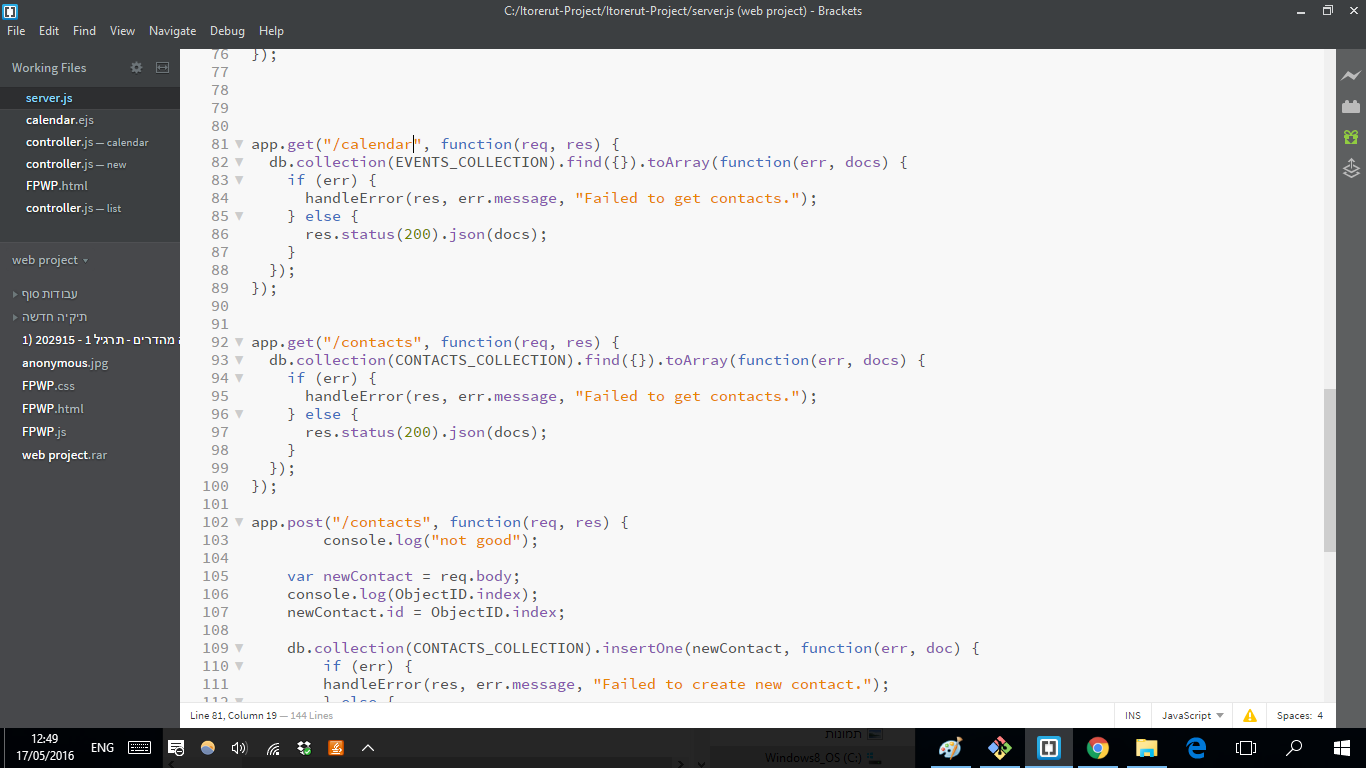 C:/Itorerut-Project/Itorerut-Project/server.js (web project) - Brackets
File Edit Find View Navigate Debug Help
Working Files
server.js
calendar.ejs
controller.js — calendar
controller.js — new
FPWP.html
controller.js — list
web project
עבודות סוף
תיקיה חדשה
מהדרים - תרגיל 1 - 202915 (1
anonymous.jpg
FPWP.css
FPWP.html
FPWP.js
web project.rar
76 });
77
78
79
80
81 app.get("/calendar", function(req, res) {
82 db.collection(EVENTS_COLLECTION).find({}).toArray(function(err, docs) {
83 if (err) {
84 handleError(res, err.message, "Failed to get contacts.");
85 } else {
86 res.status(200).json(docs);
87 }
88 });
89 });
90
91
92 app.get("/contacts", function(req, res) {
93 db.collection(CONTACTS_COLLECTION).find({}).toArray(function(err, docs) {
94 if (err) {
95 handleError(res, err.message, "Failed to get contacts.");
96 } else {
97 res.status(200).json(docs);
98 }
99 });
100 });
101
102 app.post("/contacts", function(req, res) {
103 console.log("not good");
104
105 var newContact = req.body;
106 console.log(ObjectID.index);
107 newContact.id = ObjectID.index;
108
109 db.collection(CONTACTS_COLLECTION).insertOne(newContact, function(err, doc) {
110 if (err) {
111 handleError(res, err.message, "Failed to create new contact.");
112 } else {
Line 81, Column 19 — 144 Lines
INS JavaScript Spaces: 4
12:49
17/05/2016
ENG
תמונות
Windows8_OS (C:)